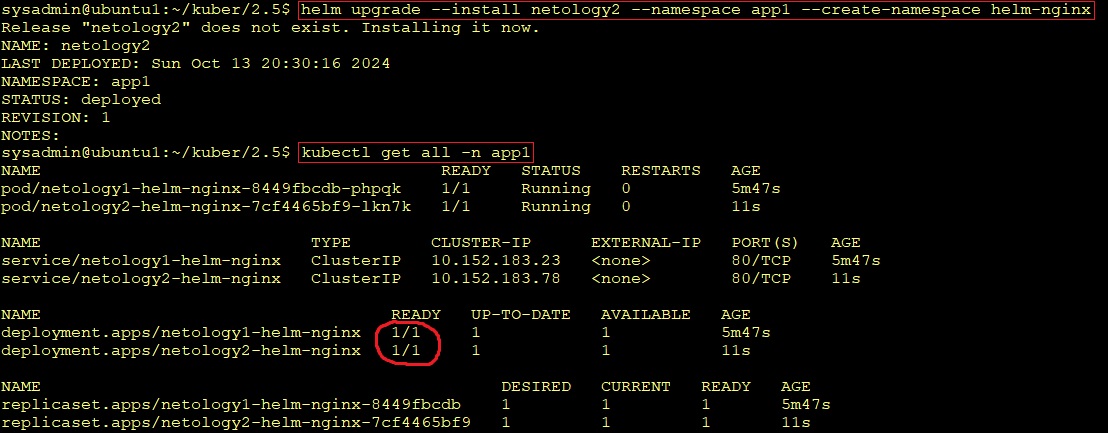 sysadmin@ubuntu1:~/kuber/2.5$ helm upgrade --install netology2 --namespace app1 --create-namespace helm-nginx
Release "netology2" does not exist. Installing it now.
NAME: netology2
LAST DEPLOYED: Sun Oct 13 20:30:16 2024
NAMESPACE: app1
STATUS: deployed
REVISION: 1
NOTES:
sysadmin@ubuntu1:~/kuber/2.5$ kubectl get all -n app1
NAME READY STATUS RESTARTS AGE
pod/netology1-helm-nginx-8449fbcdb-phpqk 1/1 Running 0 5m47s
pod/netology2-helm-nginx-7cf4465bf9-lkn7k 1/1 Running 0 11s
NAME TYPE CLUSTER-IP EXTERNAL-IP PORT(S) AGE
service/netology1-helm-nginx ClusterIP 10.152.183.23 <none> 80/TCP 5m47s
service/netology2-helm-nginx ClusterIP 10.152.183.78 <none> 80/TCP 11s
NAME READY UP-TO-DATE AVAILABLE AGE
deployment.apps/netology1-helm-nginx 1/1 1 1 5m47s
deployment.apps/netology2-helm-nginx 1/1 1 1 11s
NAME DESIRED CURRENT READY AGE
replicaset.apps/netology1-helm-nginx-8449fbcdb 1 1 1 5m47s
replicaset.apps/netology2-helm-nginx-7cf4465bf9 1 1 1 11s